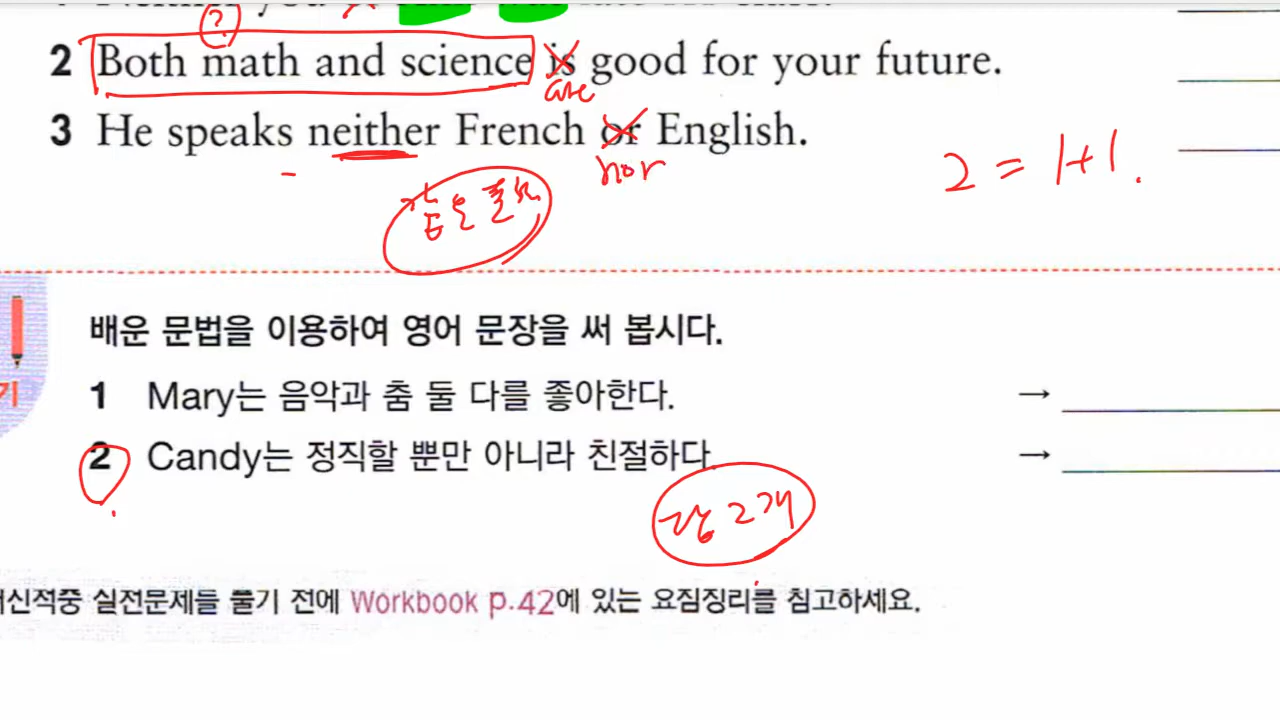 ?
2 Both math and science is good for your future.
are
3 He speaks neither French or English.
nor
2 = 1+1.
배운 문법을 이용하여 영어 문장을 써 봅시다.
기
1 Mary는 음악과 춤 둘 다를 좋아한다. →
2 Candy는 정직할 뿐만 아니라 친절하다. →
답 2개
신적중 실전문제들 풀기 전에 Workbook p.42에 있는 요점정리를 참고하세요.